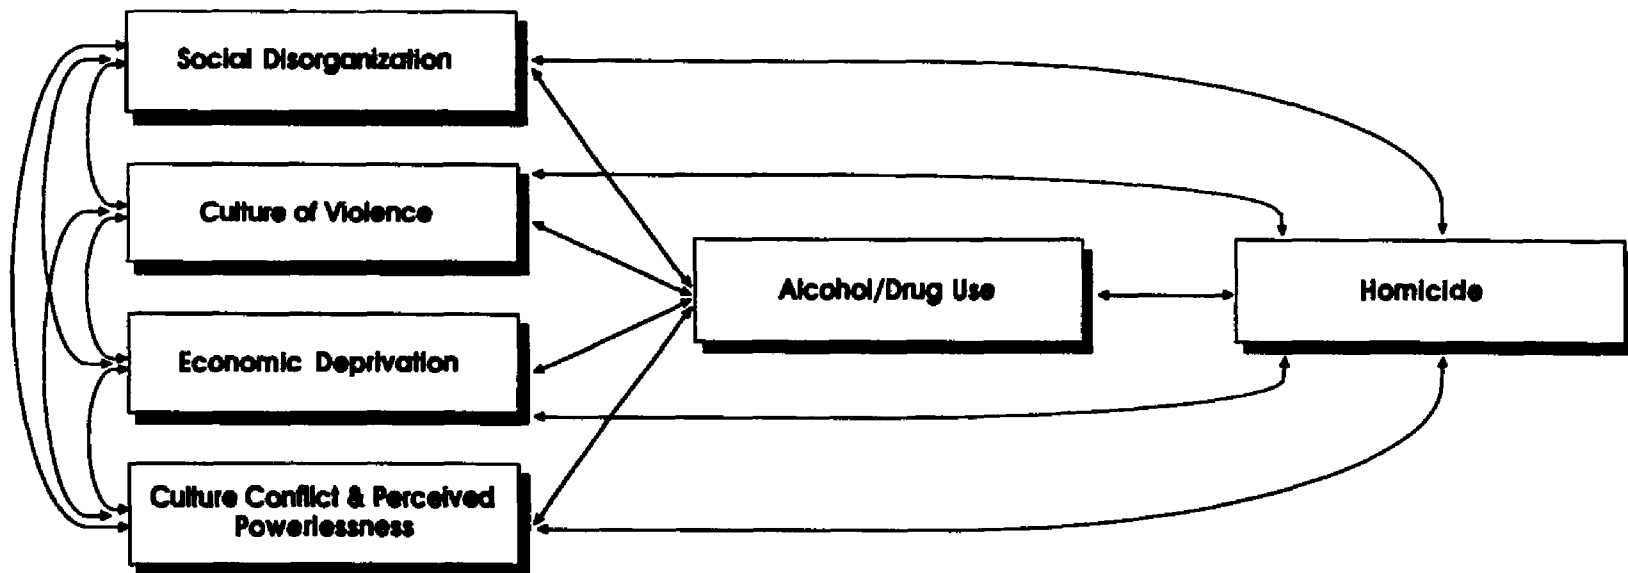 Social Disorganization
Culture of Violence
Alcohol/Drug Use
Homicide
Economic Deprivation
Culture Conflict & Perceived
Powerlessness